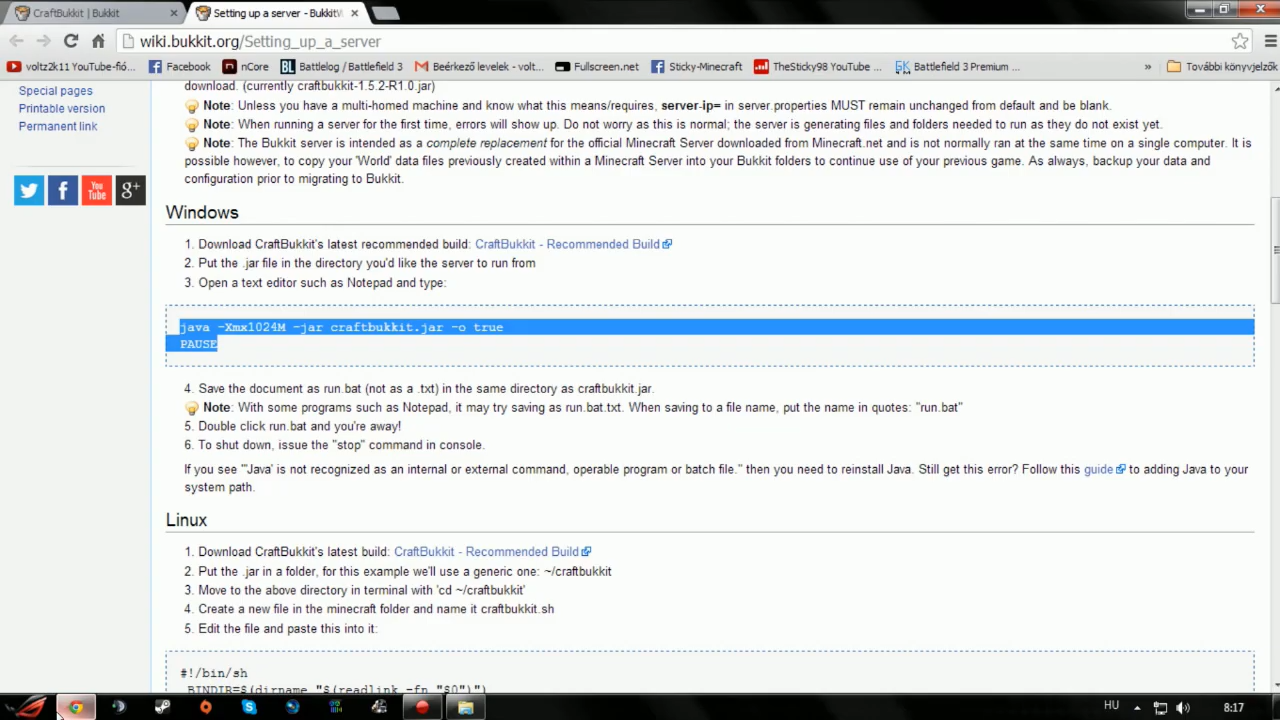 CraftBukkit | Bukkit
Setting up a server - BukkitW
wiki.bukkit.org/Setting_up_a_server
voltz2k11 YouTube-fió...
Facebook
nCore
Battlelog / Battlefield 3
Beérkező levelek - volt...
Fullscreen.net
Sticky-Minecraft
TheSticky98 YouTube ...
Battlefield 3 Premium ...
»
További könyvjelzők
Special pages
Printable version
Permanent link
download. (currently craftbukkit-1.5.2-R1.0.jar)
Note: Unless you have a multi-homed machine and know what this means/requires, server-ip= in server.properties MUST remain unchanged from default and be blank.
Note: When running a server for the first time, errors will show up. Do not worry as this is normal; the server is generating files and folders needed to run as they do not exist yet.
Note: The Bukkit server is intended as a complete replacement for the official Minecraft Server downloaded from Minecraft.net and is not normally ran at the same time on a single computer. It is
possible however, to copy your 'World' data files previously created within a Minecraft Server into your Bukkit folders to continue use of your previous game. As always, backup your data and
configuration prior to migrating to Bukkit.
You
Tube
g+
Windows
1. Download CraftBukkit's latest recommended build: CraftBukkit - Recommended Build
2. Put the .jar file in the directory you'd like the server to run from
3. Open a text editor such as Notepad and type:
java -Xmx1024M -jar craftbukkit.jar -o true
PAUSE
4. Save the document as run.bat (not as a .txt) in the same directory as craftbukkit.jar.
Note: With some programs such as Notepad, it may try saving as run.bat.txt. When saving to a file name, put the name in quotes: "run.bat"
5. Double click run.bat and you're away!
6. To shut down, issue the "stop" command in console.
If you see "'Java' is not recognized as an internal or external command, operable program or batch file." then you need to reinstall Java. Still get this error? Follow this guide to adding Java to your
system path.
Linux
1. Download CraftBukkit's latest build: CraftBukkit - Recommended Build
2. Put the .jar in a folder, for this example we'll use a generic one: ~/craftbukkit
3. Move to the above directory in terminal with 'cd ~/craftbukkit'
4. Create a new file in the minecraft folder and name it craftbukkit.sh
5. Edit the file and paste this into it:
#!/bin/sh
BINDIR=$(dirname "$(readlink -fn "$0")")
HU
8:17